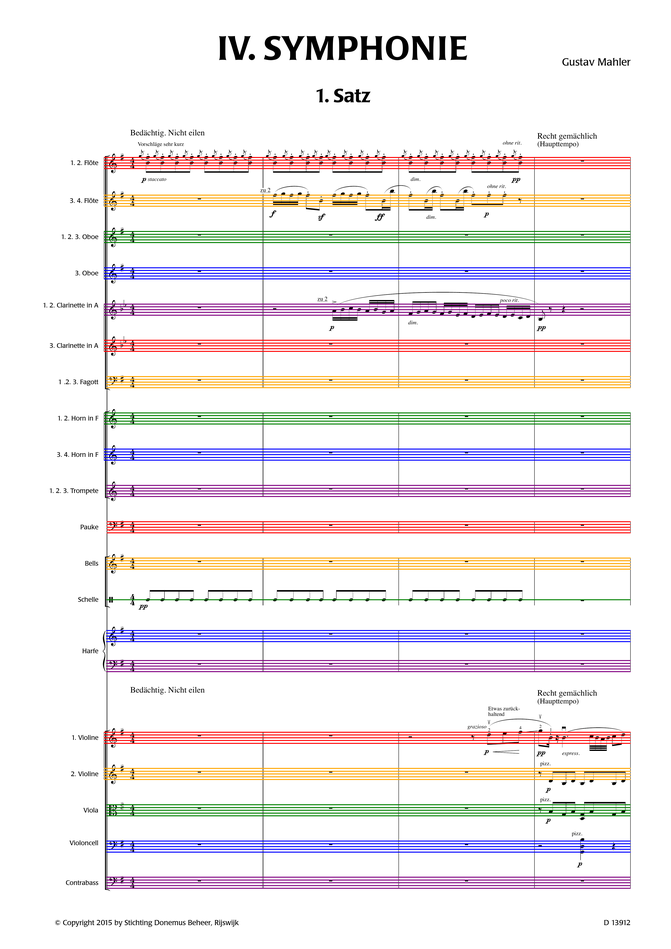 IV. SYMPHONIE
Gustav Mahler
1. Satz
Bedächtig. Nicht eilen
Recht gemächlich
(Haupttempo)
Vorschläge sehr kurz
ohne rit.
1. 2. Flöte
p staccato
dim.
pp
zu 2
ohne rit.
3. 4. Flöte
f
sf
ff
dim.
p
1. 2. 3. Oboe
3. Oboe
zu 2
poco rit.
1. 2. Clarinette in A
p
dim.
pp
3. Clarinette in A
1 .2. 3. Fagott
1. 2. Horn in F
3. 4. Horn in F
1. 2. 3. Trompete
Pauke
Bells
Schelle
pp
Harfe
Bedächtig. Nicht eilen
Recht gemächlich
(Haupttempo)
Etwas zurück-
haltend
grazioso
1. Violine
p
pp
express.
pizz.
2. Violine
p
pizz.
Viola
p
pizz.
Violoncell
p
Contrabass
© Copyright 2015 by Stichting Donemus Beheer, Rijswijk
D 13912